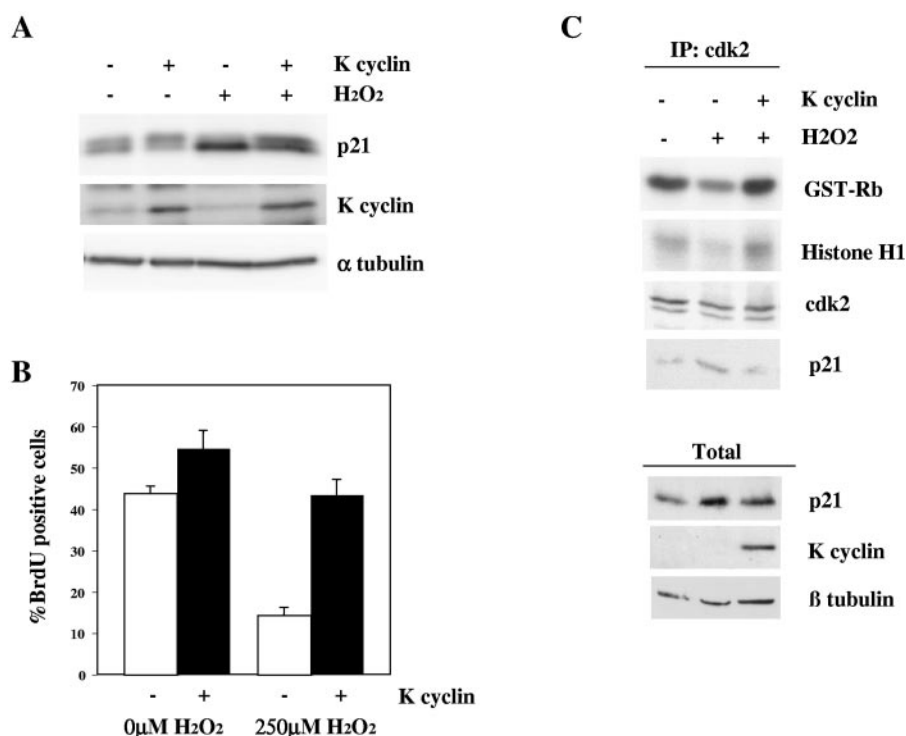 A
- + - + K cyclin
- - + + H2O2
p21
K cyclin
α tubulin
B
%BrdU positive cells
70
60
50
40
30
20
10
0
- + - + K cyclin
0μM H2O2 250μM H2O2
C
IP: cdk2
- - + K cyclin
- + + H2O2
GST-Rb
Histone H1
cdk2
p21
Total
p21
K cyclin
ß tubulin